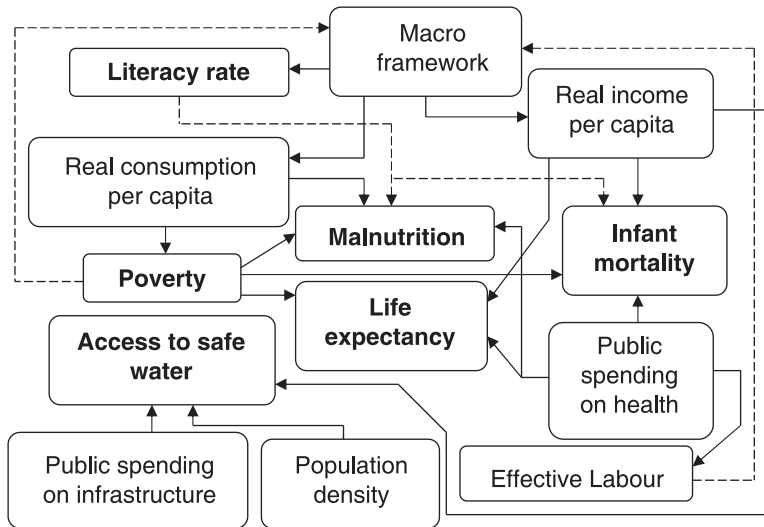 Macro
framework
Literacy rate
Real income
per capita
Real consumption
per capita
Malnutrition
Infant
mortality
Poverty
Life
expectancy
Access to safe
water
Public
spending
on health
Public spending
on infrastructure
Population
density
Effective Labour